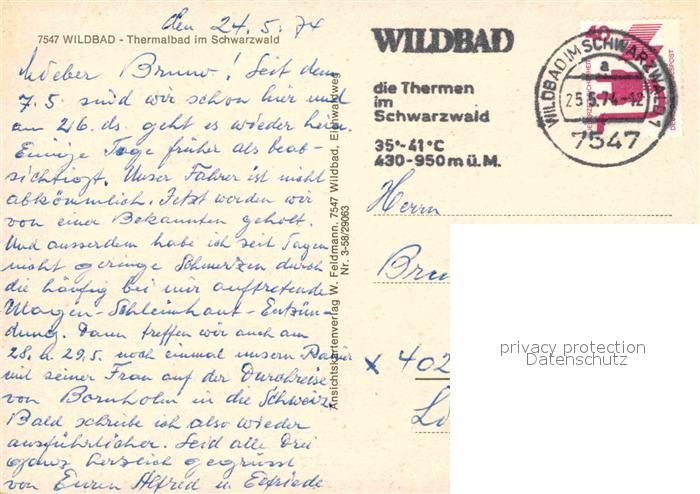 den 24.5.74
7547 WILDBAD - Thermalbad im Schwarzwald
Lieber Bruno! Seit dem
7.5. sind wir schon hier und
am 26. ds. geht es wieder heim.
Einige Tage früher als beab-
sichtigt. Unser Fahrer ist nicht
abkömmlich. Jetzt werden wir
von einer Bekannten geholt.
Und ausserdem habe ich seit Tagen
nicht geringe Schmerzen durch
die häufig bei mir auftretende
Magen-Schleimhaut-Entzün-
dung. Dann treffen wir auch am
28. u. 29.5. noch einmal unsern
mit seiner Frau auf der Durchreise
von Bornholm in die Schweiz.
Bald schreibe ich also wieder
ausführlicher. Seid alle Drei
ganz herzlich gegrüsst
von Euren Alfred u. Elfriede
Ansichtskartenverlag W. Feldmann, 7547 Wildbad, Eichwaldweg
Nr. 3-58/29063
WILDBAD
die Thermen
im
Schwarzwald
35°-41°C
430-950 m ü.M.
WILDBAD IM SCHWARZWALD 1
a
25.5.74-12
7547
40
Herrn
Bru
x 402
privacy protection
Datenschutz